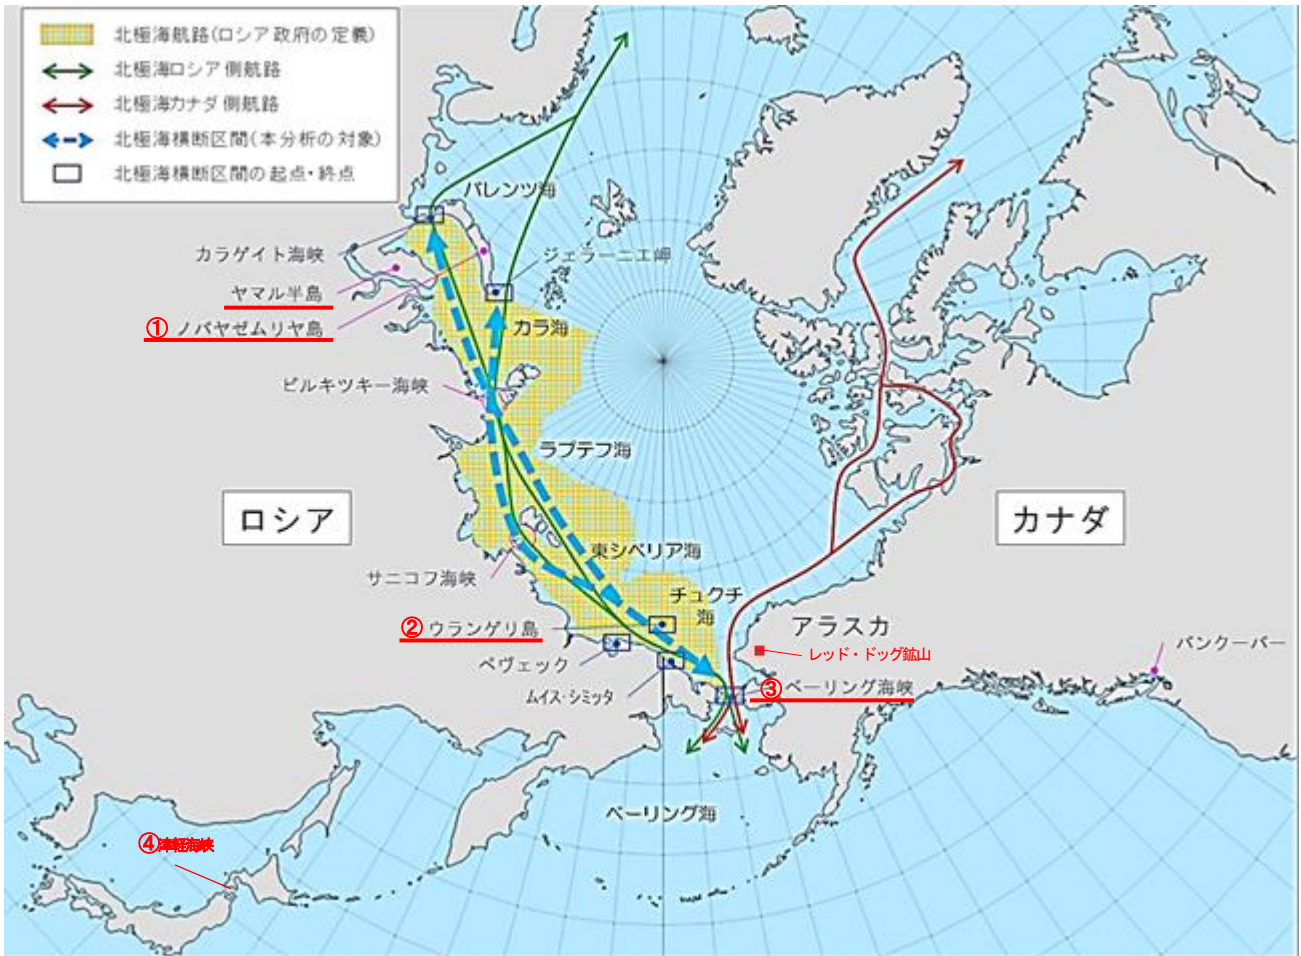 北極海航路(ロシア政府の定義)
北極海ロシア側航路
北極海カナダ側航路
北極海横断区間(本分析の対象)
北極海横断区間の起点・終点
バレンツ海
カラゲイト海峡
ジェラーニエ岬
ヤマル半島
① ノバヤゼムリヤ島
カラ海
ビルキツキー海峡
ラプテフ海
ロシア
カナダ
東シベリア海
サニコフ海峡
チュクチ
海
② ウランゲリ島
アラスカ
レッド・ドッグ鉱山
バンクーバー
ペヴェック
ムイス・シミッタ
③ベーリング海峡
ベーリング海
④津軽海峡